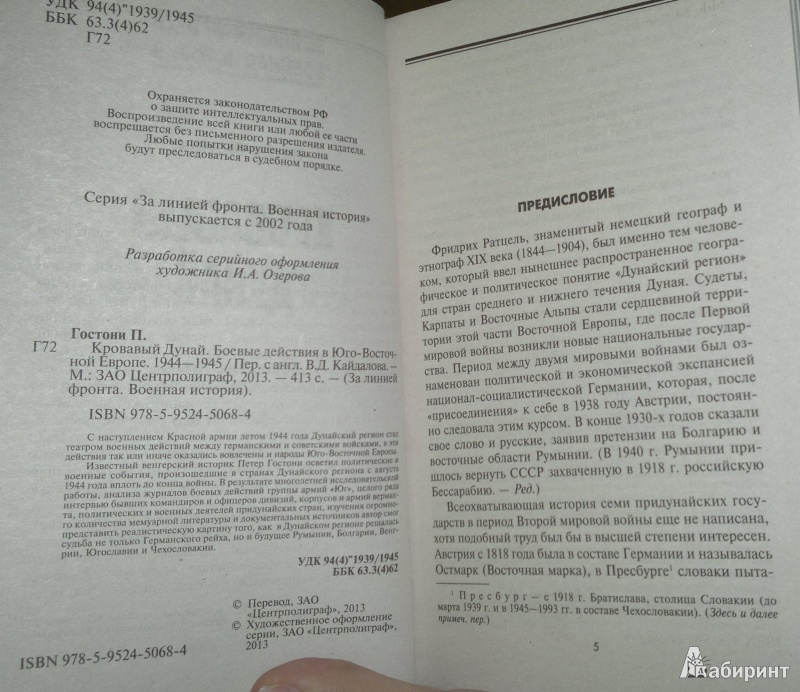 УДК 94(4)"1939/1945
ББК 63.3(4)62
Г72
Охраняется законодательством РФ
о защите интеллектуальных прав.
Воспроизведение всей книги или любой ее части
воспрещается без письменного разрешения издателя.
Любые попытки нарушения закона
будут преследоваться в судебном порядке.
Серия «За линией фронта. Военная история»
выпускается с 2002 года
Разработка серийного оформления
художника И.А. Озерова
Гостони П.
Г72 Кровавый Дунай. Боевые действия в Юго-Восточ-
ной Европе. 1944—1945 / Пер. с англ. В.Д. Кайдалова. —
М.: ЗАО Центрполиграф, 2013. — 413 с. — (За линией
фронта. Военная история).
ISBN 978-5-9524-5068-4
С наступлением Красной армии летом 1944 года Дунайский регион стал
театром военных действий между германскими и советскими войсками, в эти
действия так или иначе оказались вовлечены и народы Юго-Восточной Европы.
Известный венгерский историк Петер Гостони осветил политические и
военные события, произошедшие в странах Дунайского региона с августа
1944 года вплоть до конца войны. В результате многолетней исследовательской
работы, анализа журналов боевых действий группы армий «Юг», целого ряда
интервью бывших командиров и офицеров дивизий, корпусов и армий верма-
хта, политических и военных деятелей придунайских стран, изучения огромно-
го количества мемуарной литературы и документальных источников автор смог
представить реалистическую картину того, как в Дунайском регионе решалась
судьба не только Германского рейха, но и будущее Румынии, Болгарии, Вен-
грии, Югославии и Чехословакии.
УДК 94(4)"1939/1945
ББК 63.3(4)62
© Перевод, ЗАО
«Центрполиграф», 2013
© Художественное оформление
серии, ЗАО «Центрполиграф»,
2013
ISBN 978-5-9524-5068-4
ПРЕДИСЛОВИЕ
Фридрих Ратцель, знаменитый немецкий географ и
этнограф XIX века (1844—1904), был именно тем челове-
ком, который ввел нынешнее распространенное геогра-
фическое и политическое понятие «Дунайский регион»
для стран среднего и нижнего течения Дуная. Судеты,
Карпаты и Восточные Альпы стали сердцевиной терри-
тории этой части Восточной Европы, где после Первой
мировой войны возникли новые национальные государ-
ства. Период между двумя мировыми войнами был оз-
наменован политической и экономической экспансией
национал-социалистической Германии, которая, после
«присоединения» к себе в 1938 году Австрии, постоян-
но следовала этим курсом. В конце 1930-х годов сказали
свое слово и русские, заявив претензии на Болгарию и
восточные области Румынии. (В 1940 г. Румынии при-
шлось вернуть СССР захваченную в 1918 г. российскую
Бессарабию. — Ред.)
Всеохватывающая история семи придунайских госу-
дарств в период Второй мировой войны еще не написана,
хотя подобный труд был бы в высшей степени интересен.
Австрия с 1818 года была в составе Германии и называлась
Остмарк (Восточная марка), в Пресбурге¹ словаки пыта-
¹ Пресбург — с 1918 г. Братислава, столица Словакии (до
марта 1939 г. и в 1945—1993 гг. в составе Чехословакии). (Здесь и далее
примеч. пер.)
5
Лабиринт